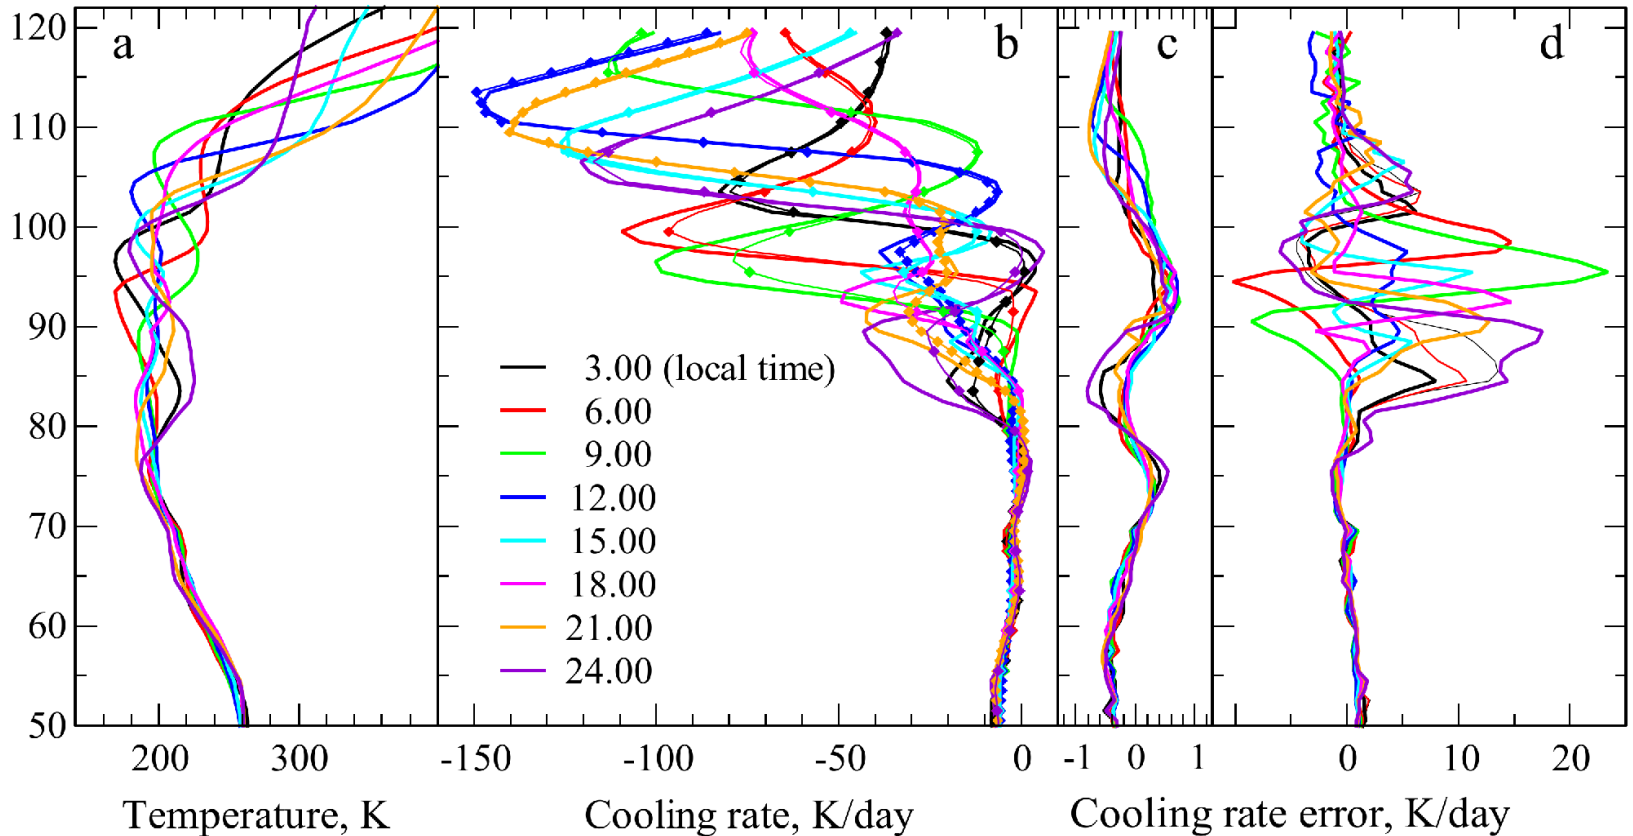 120
110
100
90
80
70
60
50
a
b
c
d
3.00 (local time)
6.00
9.00
12.00
15.00
18.00
21.00
24.00
200 300 -150 -100 -50 0 -1 0 1 0 10 20
Temperature, K Cooling rate, K/day Cooling rate error, K/day